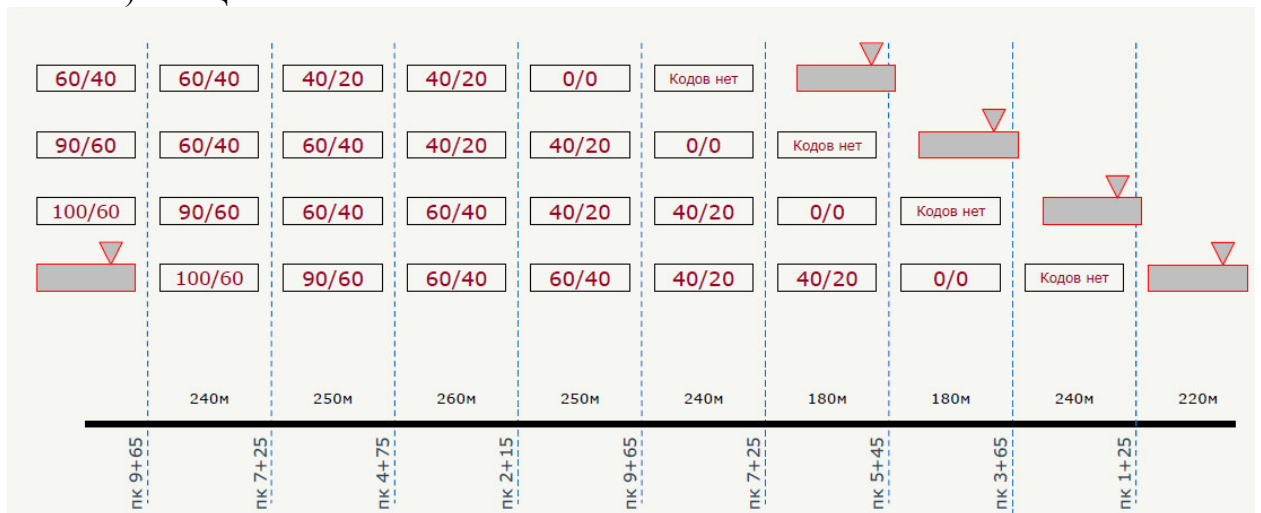 60/40 60/40 40/20 40/20 0/0 Кодов нет
90/60 60/40 60/40 40/20 40/20 0/0 Кодов нет
100/60 90/60 60/40 60/40 40/20 40/20 0/0 Кодов нет
100/60 90/60 60/40 60/40 40/20 40/20 0/0 Кодов нет
240м 250м 260м 250м 240м 180м 180м 240м 220м
пк 9+65 пк 7+25 пк 4+75 пк 2+15 пк 9+65 пк 7+25 пк 5+45 пк 3+65 пк 1+25